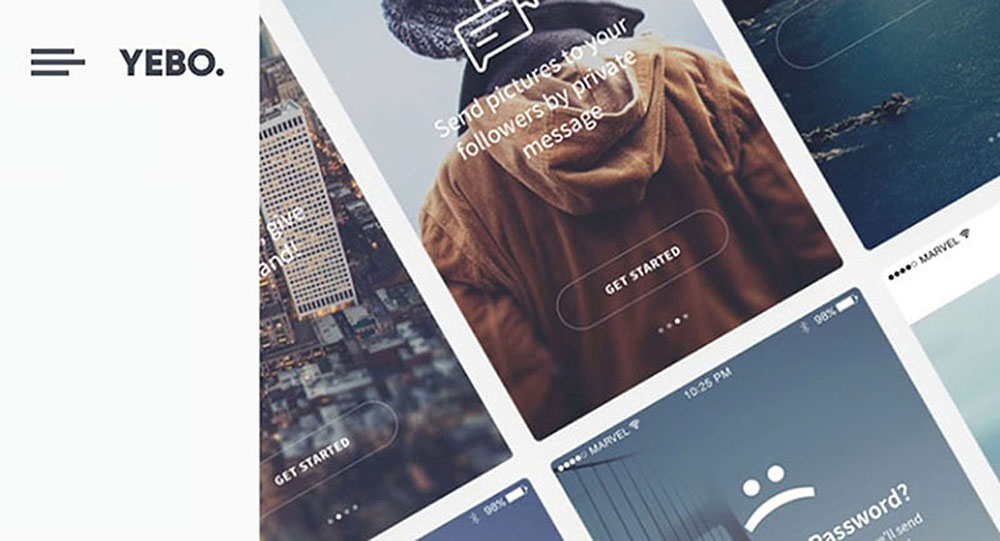 YEBO.
give
and!
GET STARTED
98%
Send pictures to your
followers by private
message
GET STARTED
MARVEL
10:25 PM
98%
Password?
we'll send
MARVEL